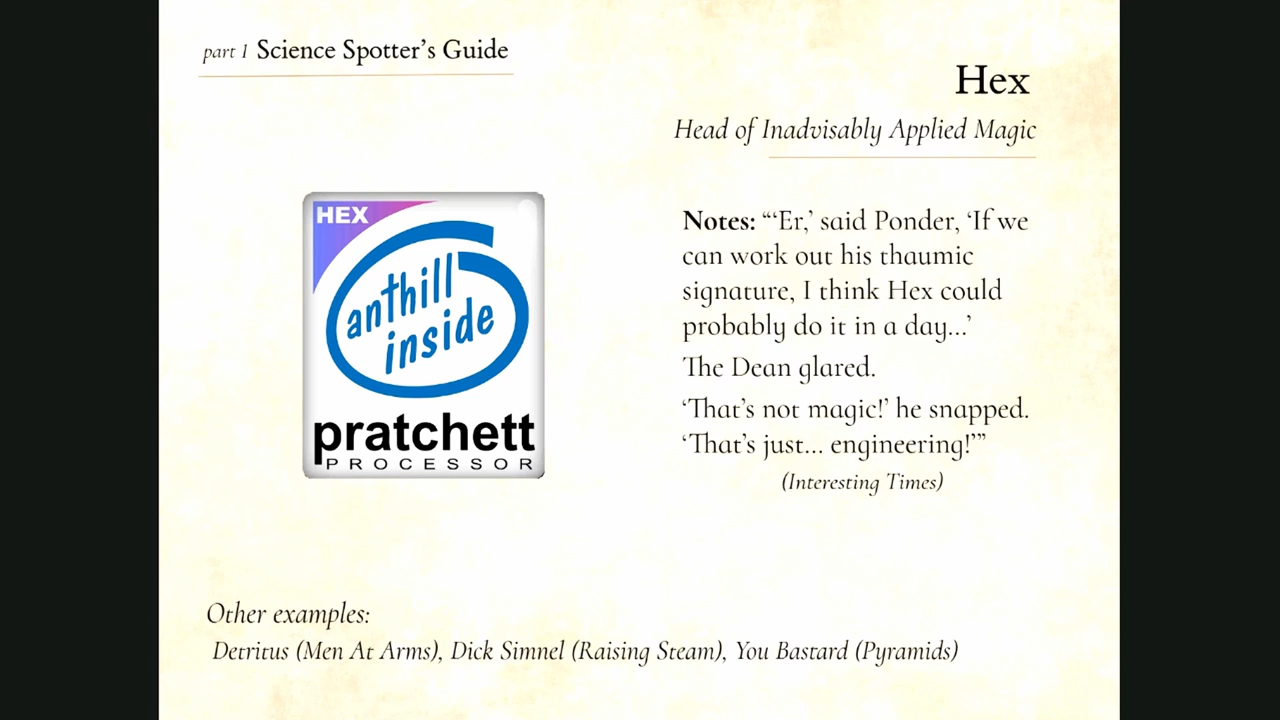 part 1 Science Spotter's Guide
Hex
Head of Inadvisably Applied Magic
HEX
anthill
inside
pratchett
PROCESSOR
Notes: “‘Er,’ said Ponder, ‘If we
can work out his thaumic
signature, I think Hex could
probably do it in a day...’
The Dean glared.
‘That’s not magic!’ he snapped.
‘That’s just... engineering!’”
(Interesting Times)
Other examples:
Detritus (Men At Arms), Dick Simnel (Raising Steam), You Bastard (Pyramids)